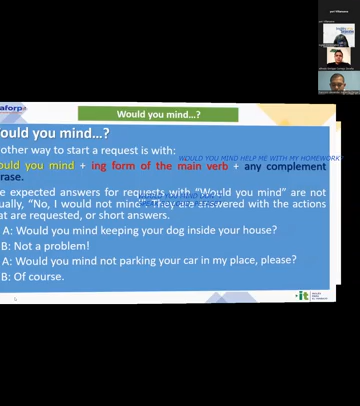 aforpa
Would you mind...?
ould you mind...?
other way to start a request is with:
ould you mind + ing form of the main verb + any complement
WOULD YOU MIND HELP ME WITH MY HOMEWORK?
rase.
e expected answers for requests with "Would you mind" are not
ually, "No, I would not mind." They are answered with the actions
at are requested, or short answers.
A: Would you mind keeping your dog inside your house?
B: Not a problem!
A: Would you mind not parking your car in my place, please?
B: Of course.
it